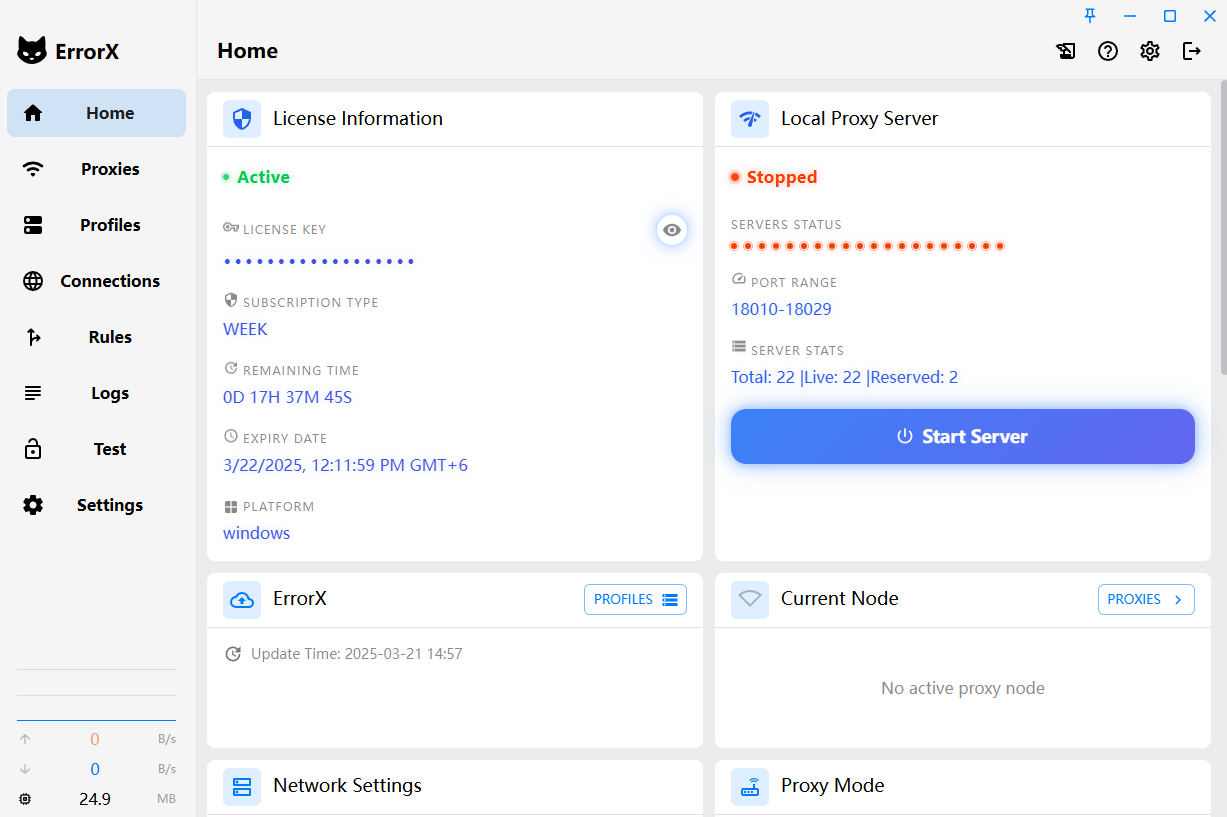 ErrorX
Home
Home
Proxies
Profiles
Connections
Rules
Logs
Test
Settings
0 B/s
0 B/s
24.9 MB
License Information
Active
LICENSE KEY
••••••••••••••••••
SUBSCRIPTION TYPE
WEEK
REMAINING TIME
0D 17H 37M 45S
EXPIRY DATE
3/22/2025, 12:11:59 PM GMT+6
PLATFORM
windows
Local Proxy Server
Stopped
SERVERS STATUS
PORT RANGE
18010-18029
SERVER STATS
Total: 22 |Live: 22 |Reserved: 2
Start Server
ErrorX
PROFILES
Update Time: 2025-03-21 14:57
Current Node
PROXIES
No active proxy node
Network Settings
Proxy Mode